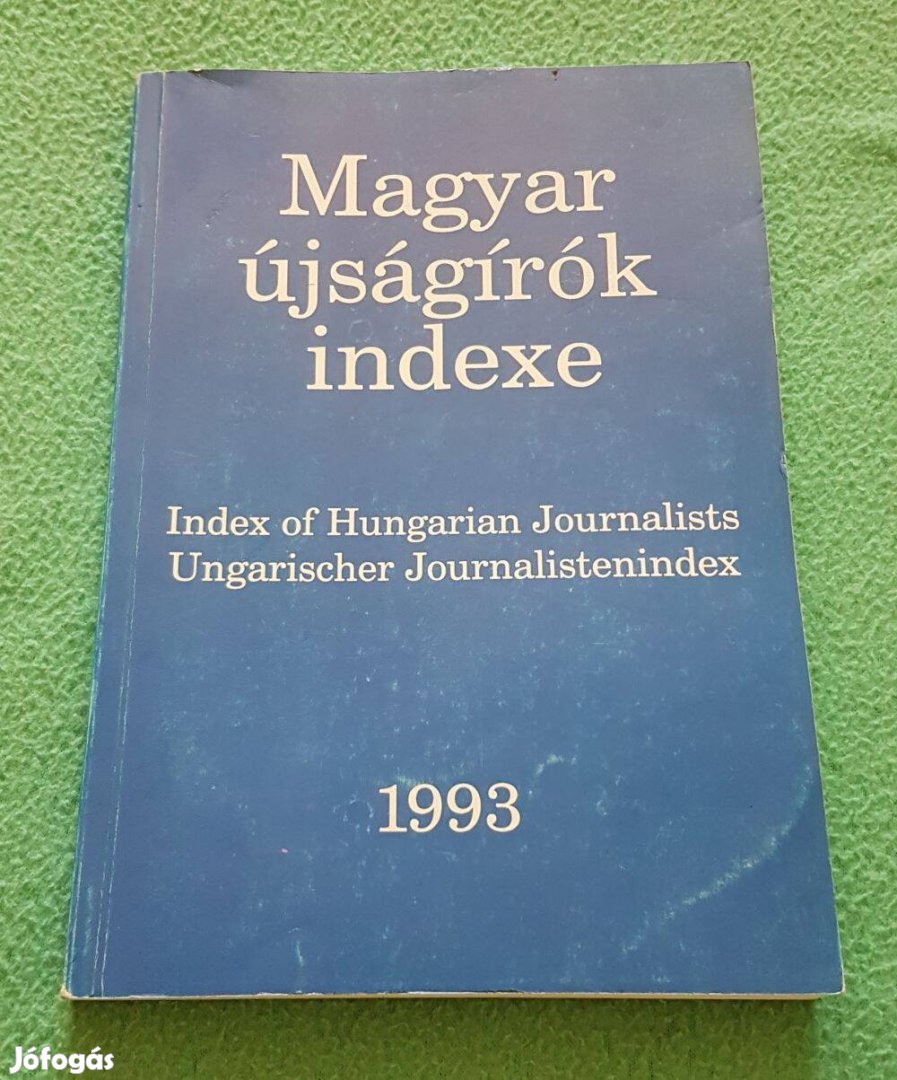 Magyar
újságírók
indexe
Index of Hungarian Journalists
Ungarischer Journalistenindex
1993
Jófogás